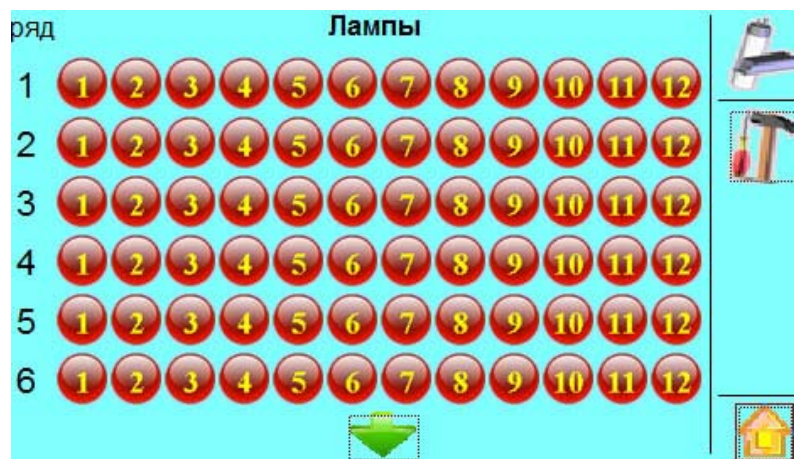 ряд Лампы
1 1 2 3 4 5 6 7 8 9 10 11 12
2 1 2 3 4 5 6 7 8 9 10 11 12
3 1 2 3 4 5 6 7 8 9 10 11 12
4 1 2 3 4 5 6 7 8 9 10 11 12
5 1 2 3 4 5 6 7 8 9 10 11 12
6 1 2 3 4 5 6 7 8 9 10 11 12